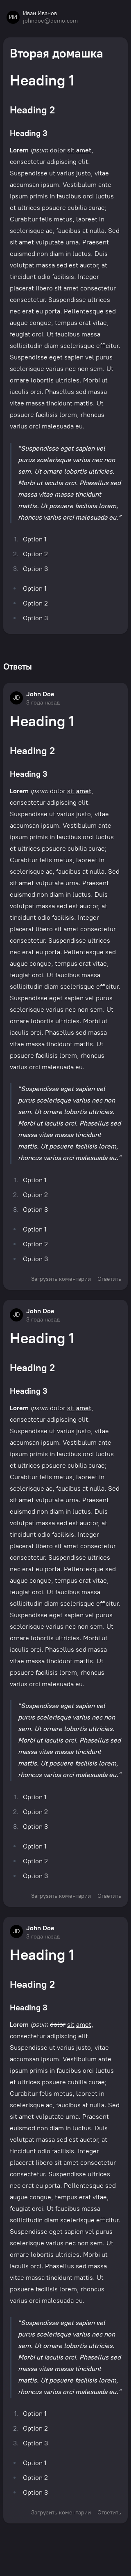 ИИ
Иван Иванов
johndoe@demo.com
Вторая домашка
Heading 1
Heading 2
Heading 3
Lorem ipsum dolor sit amet,
consectetur adipiscing elit.
Suspendisse ut varius justo, vitae
accumsan ipsum. Vestibulum ante
ipsum primis in faucibus orci luctus
et ultrices posuere cubilia curae;
Curabitur felis metus, laoreet in
scelerisque ac, faucibus at nulla. Sed
sit amet vulputate urna. Praesent
euismod non diam in luctus. Duis
volutpat massa sed est auctor, at
tincidunt odio facilisis. Integer
placerat libero sit amet consectetur
consectetur. Suspendisse ultrices
nec erat eu porta. Pellentesque sed
augue congue, tempus erat vitae,
feugiat orci. Ut faucibus massa
sollicitudin diam scelerisque efficitur.
Suspendisse eget sapien vel purus
scelerisque varius nec non sem. Ut
ornare lobortis ultricies. Morbi ut
iaculis orci. Phasellus sed massa
vitae massa tincidunt mattis. Ut
posuere facilisis lorem, rhoncus
varius orci malesuada eu.
“Suspendisse eget sapien vel
purus scelerisque varius nec non
sem. Ut ornare lobortis ultricies.
Morbi ut iaculis orci. Phasellus sed
massa vitae massa tincidunt
mattis. Ut posuere facilisis lorem,
rhoncus varius orci malesuada eu.”
1. Option 1
2. Option 2
3. Option 3
• Option 1
• Option 2
• Option 3
Ответы
JD
John Doe
3 года назад
Heading 1
Heading 2
Heading 3
Lorem ipsum dolor sit amet,
consectetur adipiscing elit.
Suspendisse ut varius justo, vitae
accumsan ipsum. Vestibulum ante
ipsum primis in faucibus orci luctus
et ultrices posuere cubilia curae;
Curabitur felis metus, laoreet in
scelerisque ac, faucibus at nulla. Sed
sit amet vulputate urna. Praesent
euismod non diam in luctus. Duis
volutpat massa sed est auctor, at
tincidunt odio facilisis. Integer
placerat libero sit amet consectetur
consectetur. Suspendisse ultrices
nec erat eu porta. Pellentesque sed
augue congue, tempus erat vitae,
feugiat orci. Ut faucibus massa
sollicitudin diam scelerisque efficitur.
Suspendisse eget sapien vel purus
scelerisque varius nec non sem. Ut
ornare lobortis ultricies. Morbi ut
iaculis orci. Phasellus sed massa
vitae massa tincidunt mattis. Ut
posuere facilisis lorem, rhoncus
varius orci malesuada eu.
“Suspendisse eget sapien vel
purus scelerisque varius nec non
sem. Ut ornare lobortis ultricies.
Morbi ut iaculis orci. Phasellus sed
massa vitae massa tincidunt
mattis. Ut posuere facilisis lorem,
rhoncus varius orci malesuada eu.”
1. Option 1
2. Option 2
3. Option 3
• Option 1
• Option 2
• Option 3
Загрузить коментарии Ответить
JD
John Doe
3 года назад
Heading 1
Heading 2
Heading 3
Lorem ipsum dolor sit amet,
consectetur adipiscing elit.
Suspendisse ut varius justo, vitae
accumsan ipsum. Vestibulum ante
ipsum primis in faucibus orci luctus
et ultrices posuere cubilia curae;
Curabitur felis metus, laoreet in
scelerisque ac, faucibus at nulla. Sed
sit amet vulputate urna. Praesent
euismod non diam in luctus. Duis
volutpat massa sed est auctor, at
tincidunt odio facilisis. Integer
placerat libero sit amet consectetur
consectetur. Suspendisse ultrices
nec erat eu porta. Pellentesque sed
augue congue, tempus erat vitae,
feugiat orci. Ut faucibus massa
sollicitudin diam scelerisque efficitur.
Suspendisse eget sapien vel purus
scelerisque varius nec non sem. Ut
ornare lobortis ultricies. Morbi ut
iaculis orci. Phasellus sed massa
vitae massa tincidunt mattis. Ut
posuere facilisis lorem, rhoncus
varius orci malesuada eu.
“Suspendisse eget sapien vel
purus scelerisque varius nec non
sem. Ut ornare lobortis ultricies.
Morbi ut iaculis orci. Phasellus sed
massa vitae massa tincidunt
mattis. Ut posuere facilisis lorem,
rhoncus varius orci malesuada eu.”
1. Option 1
2. Option 2
3. Option 3
• Option 1
• Option 2
• Option 3
Загрузить коментарии Ответить
JD
John Doe
3 года назад
Heading 1
Heading 2
Heading 3
Lorem ipsum dolor sit amet,
consectetur adipiscing elit.
Suspendisse ut varius justo, vitae
accumsan ipsum. Vestibulum ante
ipsum primis in faucibus orci luctus
et ultrices posuere cubilia curae;
Curabitur felis metus, laoreet in
scelerisque ac, faucibus at nulla. Sed
sit amet vulputate urna. Praesent
euismod non diam in luctus. Duis
volutpat massa sed est auctor, at
tincidunt odio facilisis. Integer
placerat libero sit amet consectetur
consectetur. Suspendisse ultrices
nec erat eu porta. Pellentesque sed
augue congue, tempus erat vitae,
feugiat orci. Ut faucibus massa
sollicitudin diam scelerisque efficitur.
Suspendisse eget sapien vel purus
scelerisque varius nec non sem. Ut
ornare lobortis ultricies. Morbi ut
iaculis orci. Phasellus sed massa
vitae massa tincidunt mattis. Ut
posuere facilisis lorem, rhoncus
varius orci malesuada eu.
“Suspendisse eget sapien vel
purus scelerisque varius nec non
sem. Ut ornare lobortis ultricies.
Morbi ut iaculis orci. Phasellus sed
massa vitae massa tincidunt
mattis. Ut posuere facilisis lorem,
rhoncus varius orci malesuada eu.”
1. Option 1
2. Option 2
3. Option 3
• Option 1
• Option 2
• Option 3
Загрузить коментарии Ответить